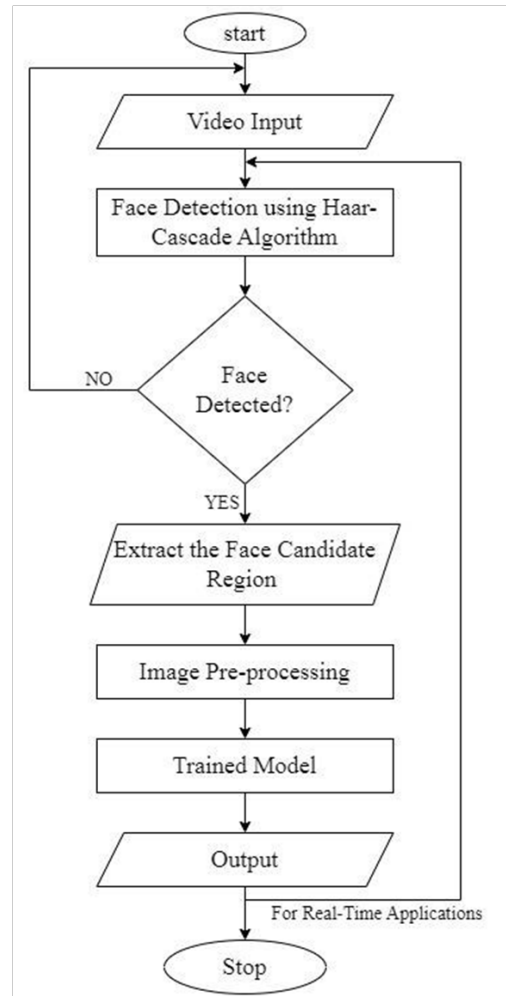 start
Video Input
Face Detection using Haar-
Cascade Algorithm
Face
Detected?
NO
YES
Extract the Face Candidate
Region
Image Pre-processing
Trained Model
Output
For Real-Time Applications
Stop